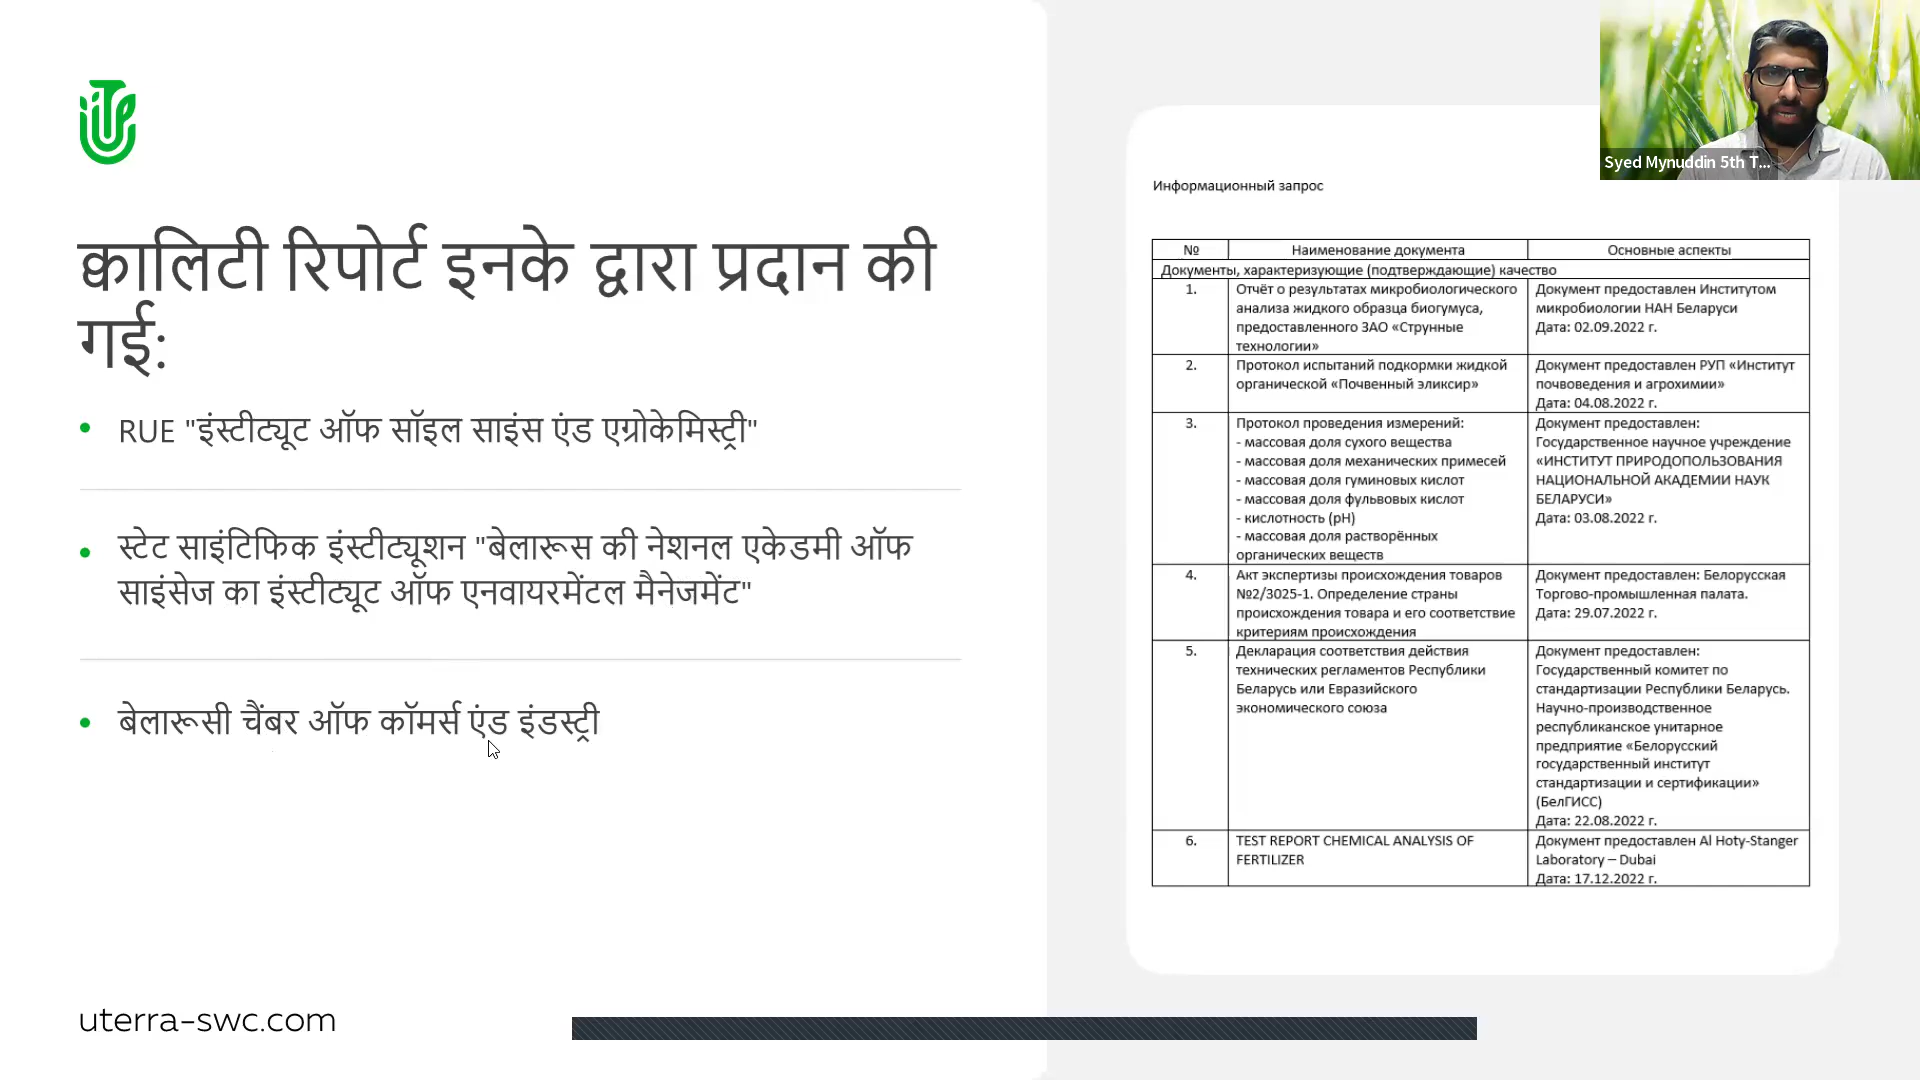 क्वालिटी रिपोर्ट इनके द्वारा प्रदान की
गई:
• RUE "इंस्टीट्यूट ऑफ सॉइल साइंस एंड एग्रोकेमिस्ट्री"
• स्टेट साइंटिफिक इंस्टीट्यूशन "बेलारूस की नेशनल एकेडमी ऑफ
साइंसेज का इंस्टीट्यूट ऑफ एनवायरमेंटल मैनेजमेंट"
• बेलारूसी चैंबर ऑफ कॉमर्स एंड इंडस्ट्री
uterra-swc.com
Syed Mynuddin 5th T...
Информационный запрос
№ Наименование документа Основные аспекты
Документы, характеризующие (подтверждающие) качество
1. Отчёт о результатах микробиологического Документ предоставлен Институтом
анализа жидкого образца биогумуса, микробиологии НАН Беларуси
предоставленного ЗАО «Струнные Дата: 02.09.2022 г.
технологии»
2. Протокол испытаний подкормки жидкой Документ предоставлен РУП «Институт
органической «Почвенный эликсир» почвоведения и агрохимии»
Дата: 04.08.2022 г.
3. Протокол проведения измерений: Документ предоставлен:
- массовая доля сухого вещества Государственное научное учреждение
- массовая доля механических примесей «ИНСТИТУТ ПРИРОДОПОЛЬЗОВАНИЯ
- массовая доля гуминовых кислот НАЦИОНАЛЬНОЙ АКАДЕМИИ НАУК
- массовая доля фульвовых кислот БЕЛАРУСИ»
- кислотность (pH) Дата: 03.08.2022 г.
- массовая доля растворённых
органических веществ
4. Акт экспертизы происхождения товаров Документ предоставлен: Белорусская
№2/3025-1. Определение страны Торгово-промышленная палата.
происхождения товара и его соответствие Дата: 29.07.2022 г.
критериям происхождения
5. Декларация соответствия действия Документ предоставлен:
технических регламентов Республики Государственный комитет по
Беларусь или Евразийского стандартизации Республики Беларусь.
экономического союза Научно-производственное
республиканское унитарное
предприятие «Белорусский
государственный институт
стандартизации и сертификации»
(БелГИСС)
Дата: 22.08.2022 г.
6. TEST REPORT CHEMICAL ANALYSIS OF Документ предоставлен Al Hoty-Stanger
FERTILIZER Laboratory – Dubai
Дата: 17.12.2022 г.